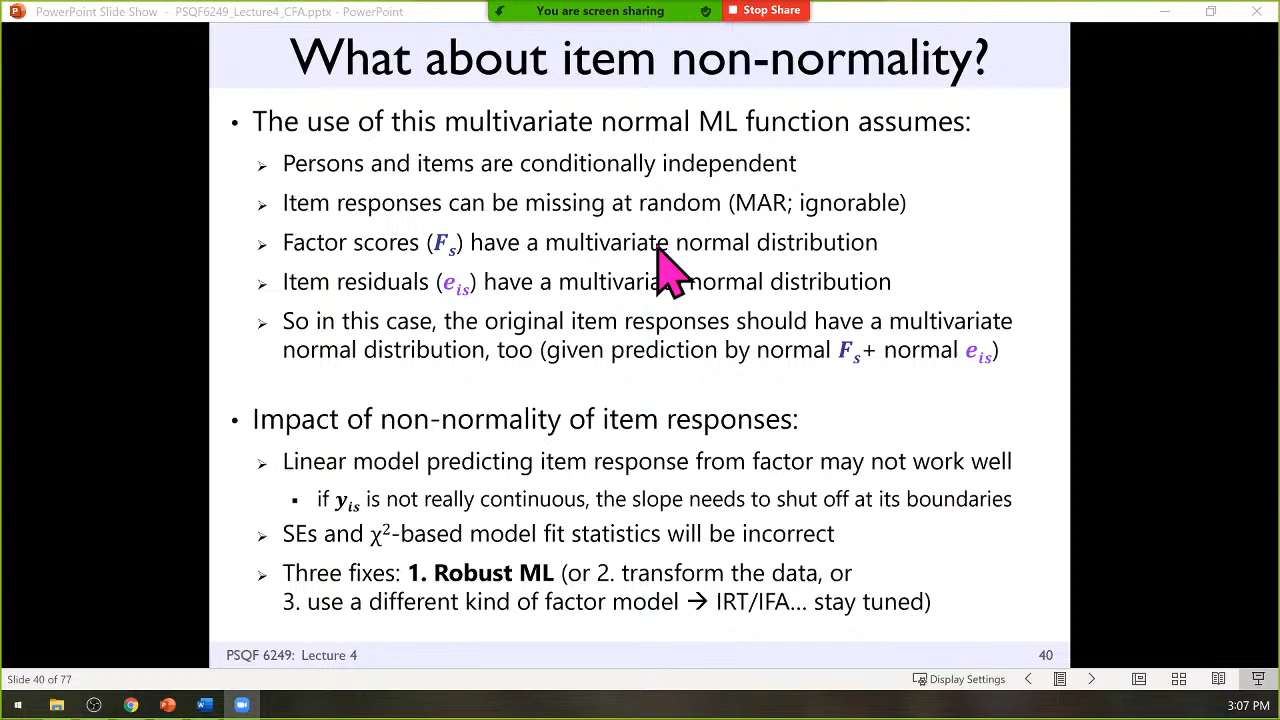 PowerPoint Slide Show - PSQF6249_Lecture4_CFA.pptx - PowerPoint
You are screen sharing
Stop Share
What about item non-normality?
• The use of this multivariate normal ML function assumes:
➢ Persons and items are conditionally independent
➢ Item responses can be missing at random (MAR; ignorable)
➢ Factor scores (Fs) have a multivariate normal distribution
➢ Item residuals (eis) have a multivariate normal distribution
➢ So in this case, the original item responses should have a multivariate
normal distribution, too (given prediction by normal Fs+ normal eis)
• Impact of non-normality of item responses:
➢ Linear model predicting item response from factor may not work well
▪ if yis is not really continuous, the slope needs to shut off at its boundaries
➢ SEs and χ²-based model fit statistics will be incorrect
➢ Three fixes: 1. Robust ML (or 2. transform the data, or
3. use a different kind of factor model → IRT/IFA... stay tuned)
PSQF 6249: Lecture 4
40
Slide 40 of 77
Display Settings
3:07 PM